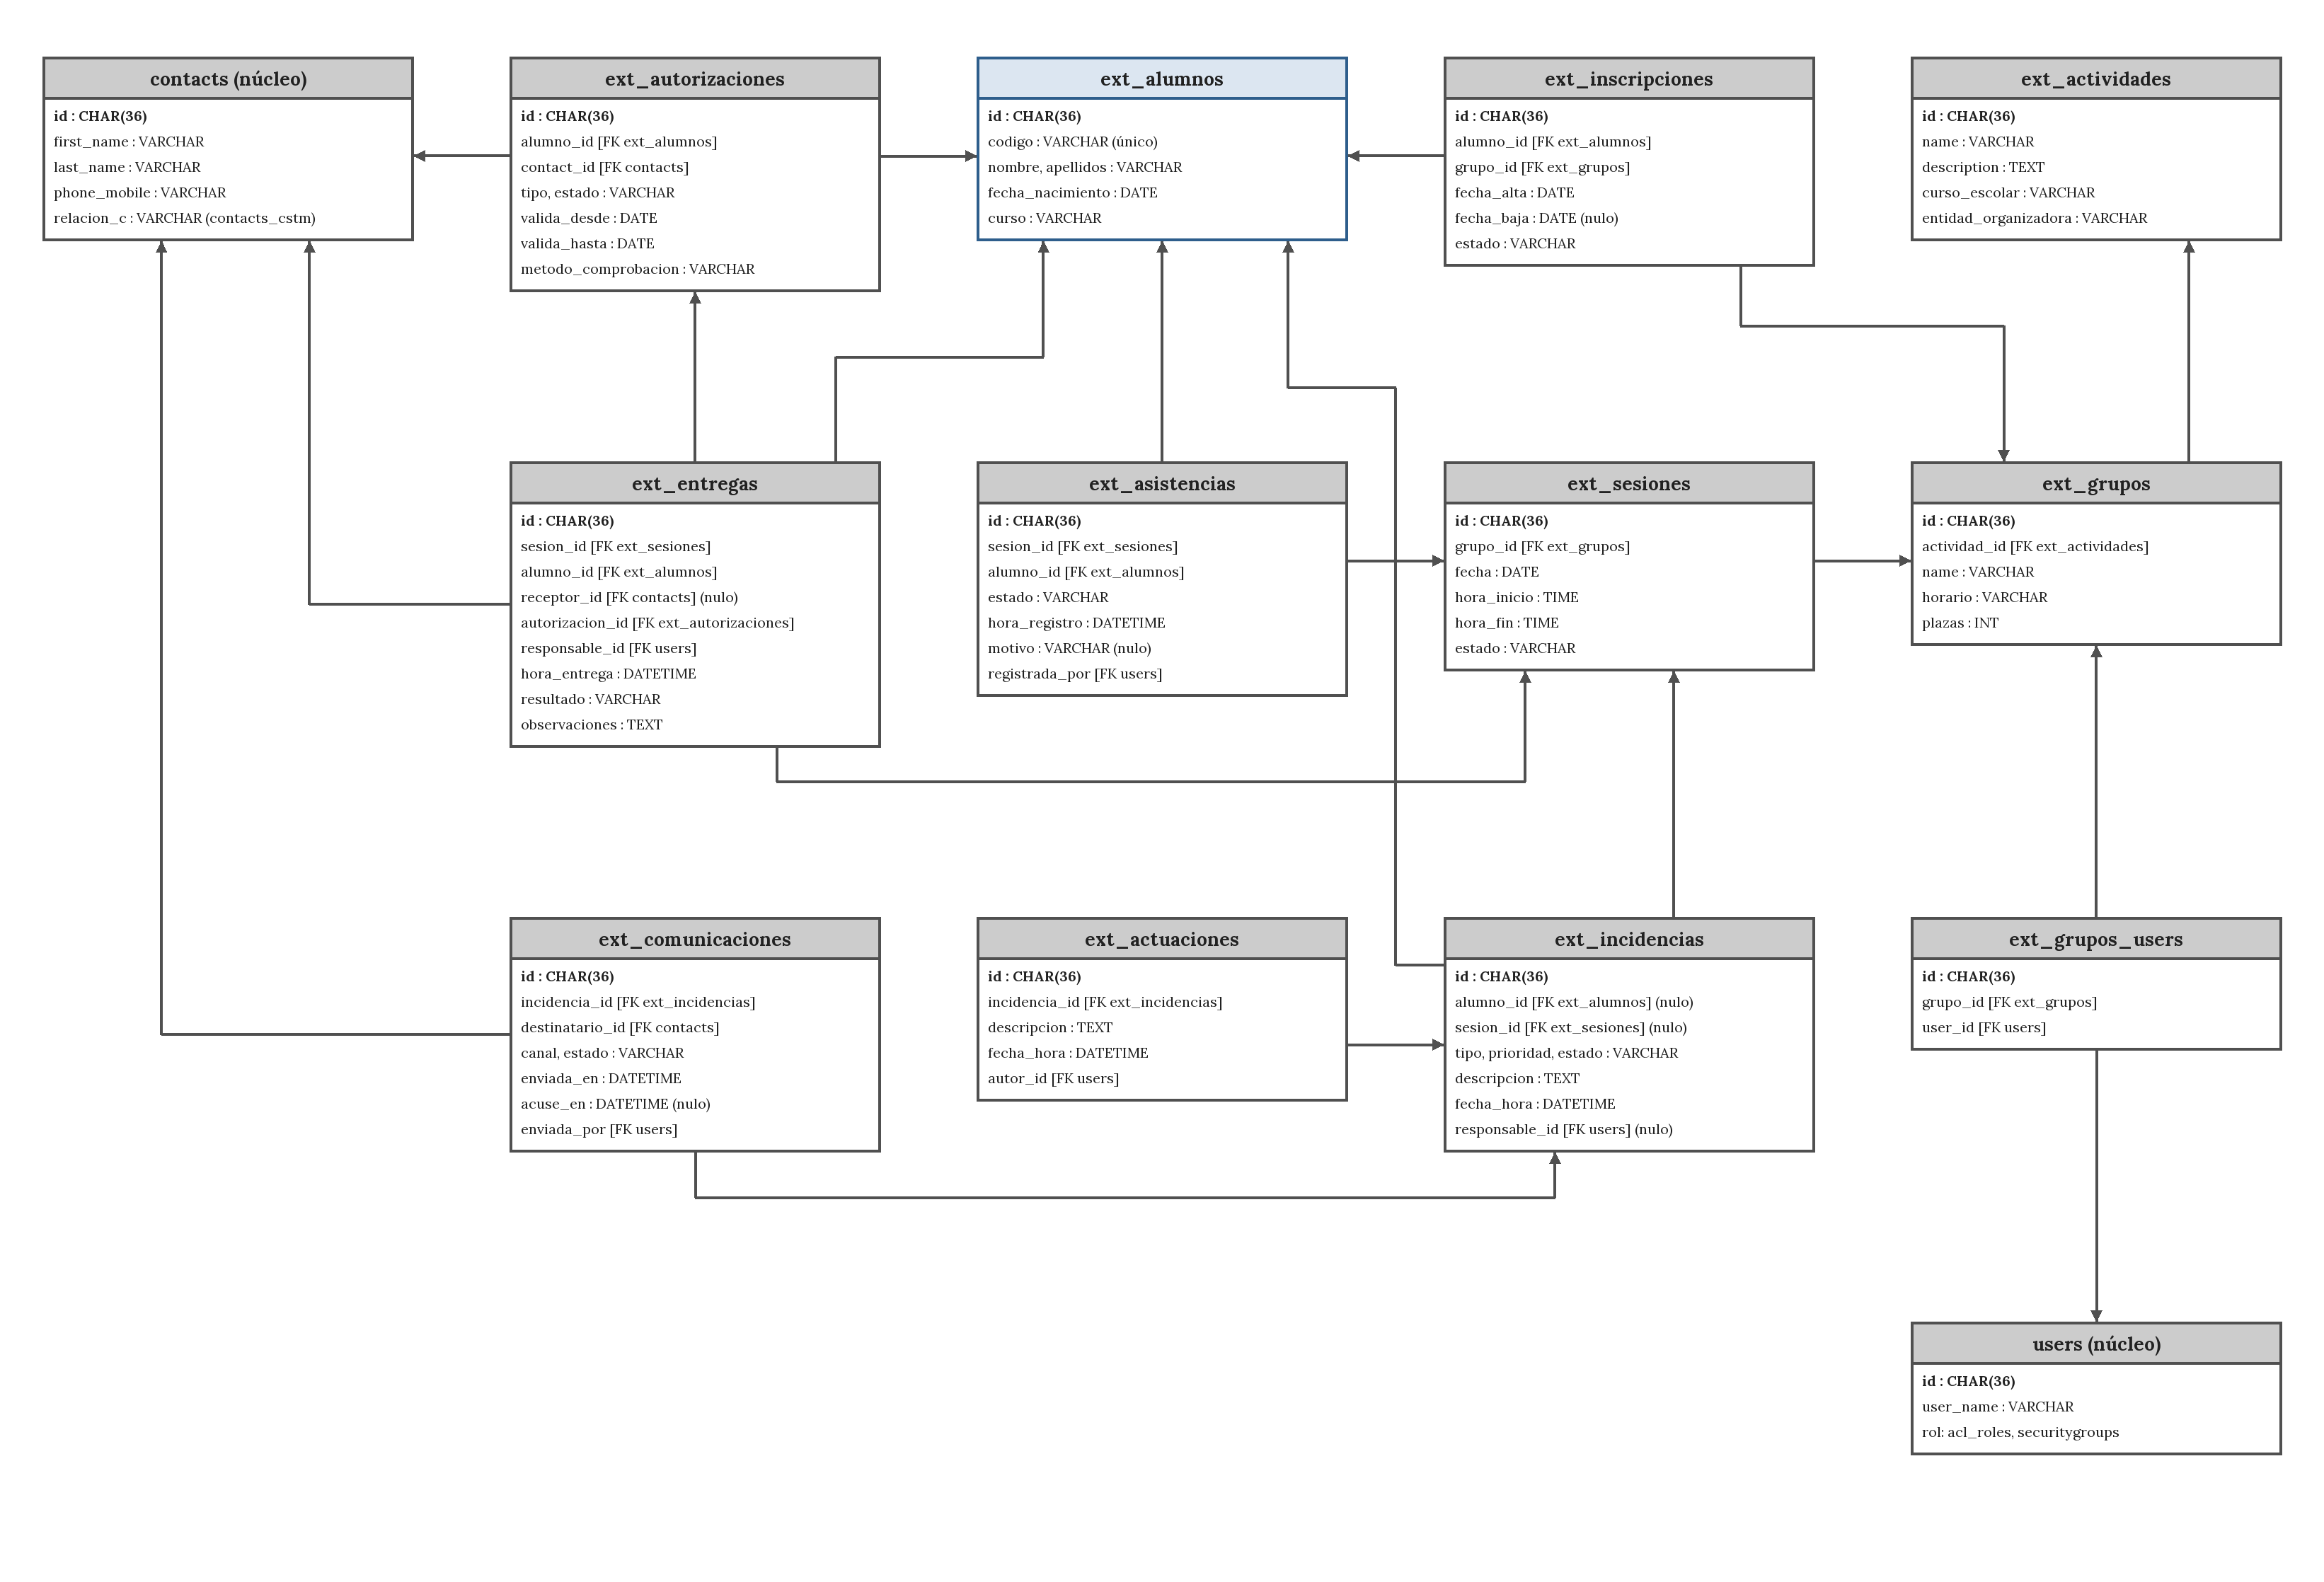 contacts (núcleo)
id : CHAR(36)
first_name : VARCHAR
last_name : VARCHAR
phone_mobile : VARCHAR
relacion_c : VARCHAR (contacts_cstm)
ext_autorizaciones
id : CHAR(36)
alumno_id [FK ext_alumnos]
contact_id [FK contacts]
tipo, estado : VARCHAR
valida_desde : DATE
valida_hasta : DATE
metodo_comprobacion : VARCHAR
ext_alumnos
id : CHAR(36)
codigo : VARCHAR (único)
nombre, apellidos : VARCHAR
fecha_nacimiento : DATE
curso : VARCHAR
ext_inscripciones
id : CHAR(36)
alumno_id [FK ext_alumnos]
grupo_id [FK ext_grupos]
fecha_alta : DATE
fecha_baja : DATE (nulo)
estado : VARCHAR
ext_actividades
id : CHAR(36)
name : VARCHAR
description : TEXT
curso_escolar : VARCHAR
entidad_organizadora : VARCHAR
ext_entregas
id : CHAR(36)
sesion_id [FK ext_sesiones]
alumno_id [FK ext_alumnos]
receptor_id [FK contacts] (nulo)
autorizacion_id [FK ext_autorizaciones]
responsable_id [FK users]
hora_entrega : DATETIME
resultado : VARCHAR
observaciones : TEXT
ext_asistencias
id : CHAR(36)
sesion_id [FK ext_sesiones]
alumno_id [FK ext_alumnos]
estado : VARCHAR
hora_registro : DATETIME
motivo : VARCHAR (nulo)
registrada_por [FK users]
ext_sesiones
id : CHAR(36)
grupo_id [FK ext_grupos]
fecha : DATE
hora_inicio : TIME
hora_fin : TIME
estado : VARCHAR
ext_grupos
id : CHAR(36)
actividad_id [FK ext_actividades]
name : VARCHAR
horario : VARCHAR
plazas : INT
ext_comunicaciones
id : CHAR(36)
incidencia_id [FK ext_incidencias]
destinatario_id [FK contacts]
canal, estado : VARCHAR
enviada_en : DATETIME
acuse_en : DATETIME (nulo)
enviada_por [FK users]
ext_actuaciones
id : CHAR(36)
incidencia_id [FK ext_incidencias]
descripcion : TEXT
fecha_hora : DATETIME
autor_id [FK users]
ext_incidencias
id : CHAR(36)
alumno_id [FK ext_alumnos] (nulo)
sesion_id [FK ext_sesiones] (nulo)
tipo, prioridad, estado : VARCHAR
descripcion : TEXT
fecha_hora : DATETIME
responsable_id [FK users] (nulo)
ext_grupos_users
id : CHAR(36)
grupo_id [FK ext_grupos]
user_id [FK users]
users (núcleo)
id : CHAR(36)
user_name : VARCHAR
rol: acl_roles, securitygroups